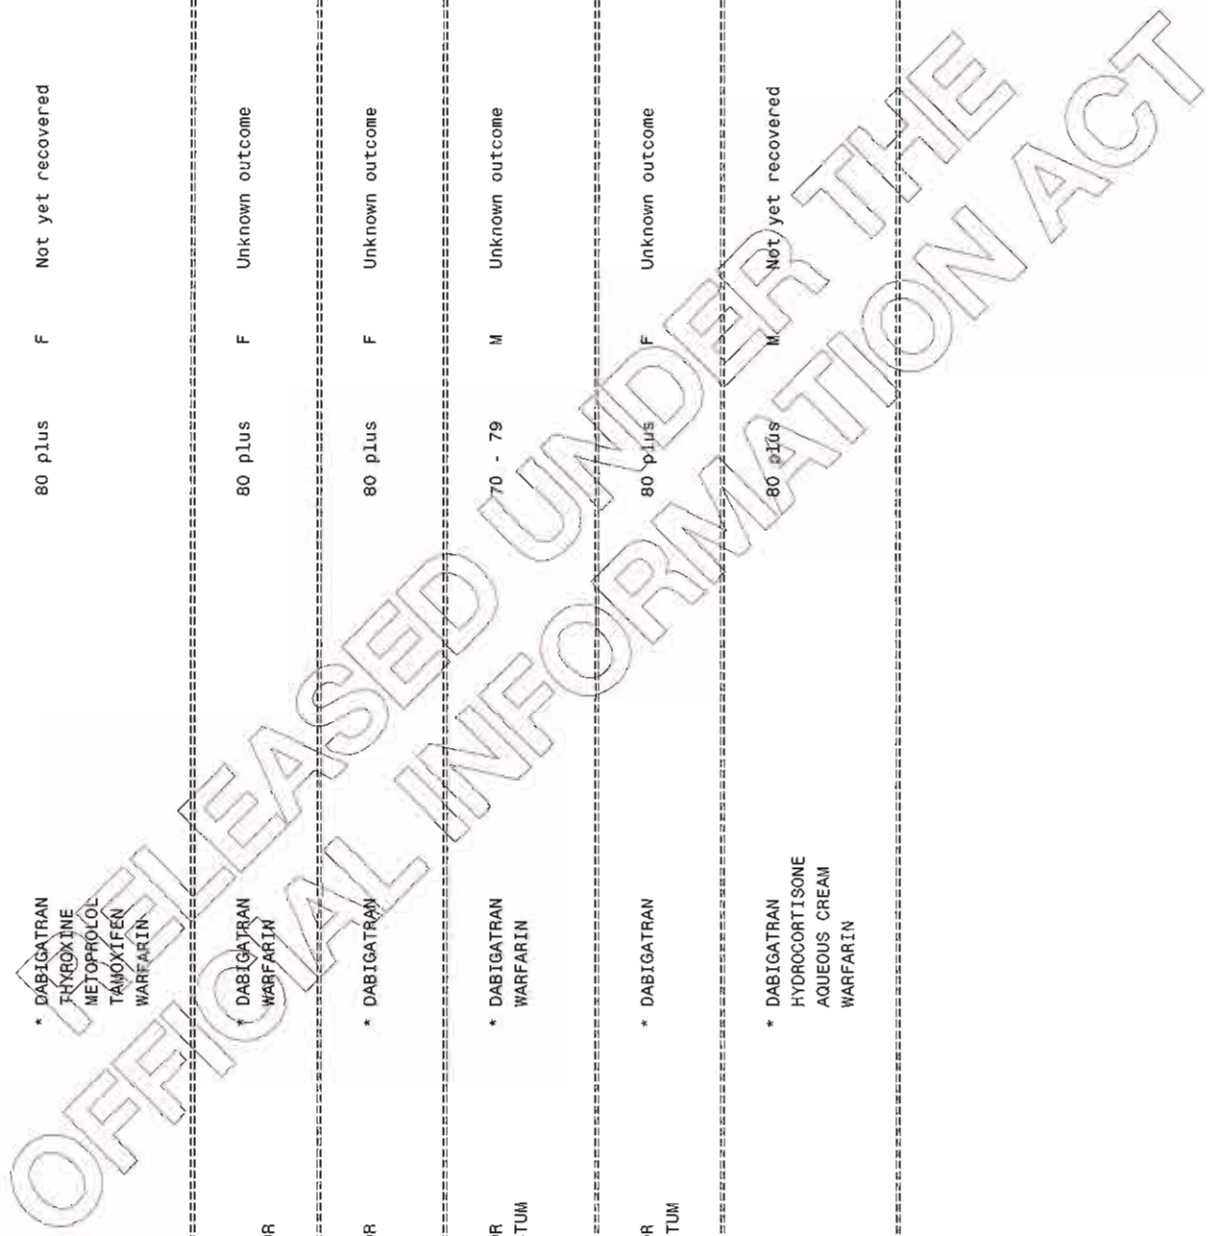 * DABIGATRAN 80 plus F Not yet recovered
THYROXINE
METOPROLOL
TAMOXIFEN
WARFARIN
* DABIGATRAN 80 plus F Unknown outcome
WARFARIN
* DABIGATRAN 80 plus F Unknown outcome
* DABIGATRAN 70 - 79 M Unknown outcome
WARFARIN
* DABIGATRAN 80 plus F Unknown outcome
* DABIGATRAN 80 plus M Not yet recovered
HYDROCORTISONE
AQUEOUS CREAM
WARFARIN
RELEASED UNDER THE
OFFICIAL INFORMATION ACT